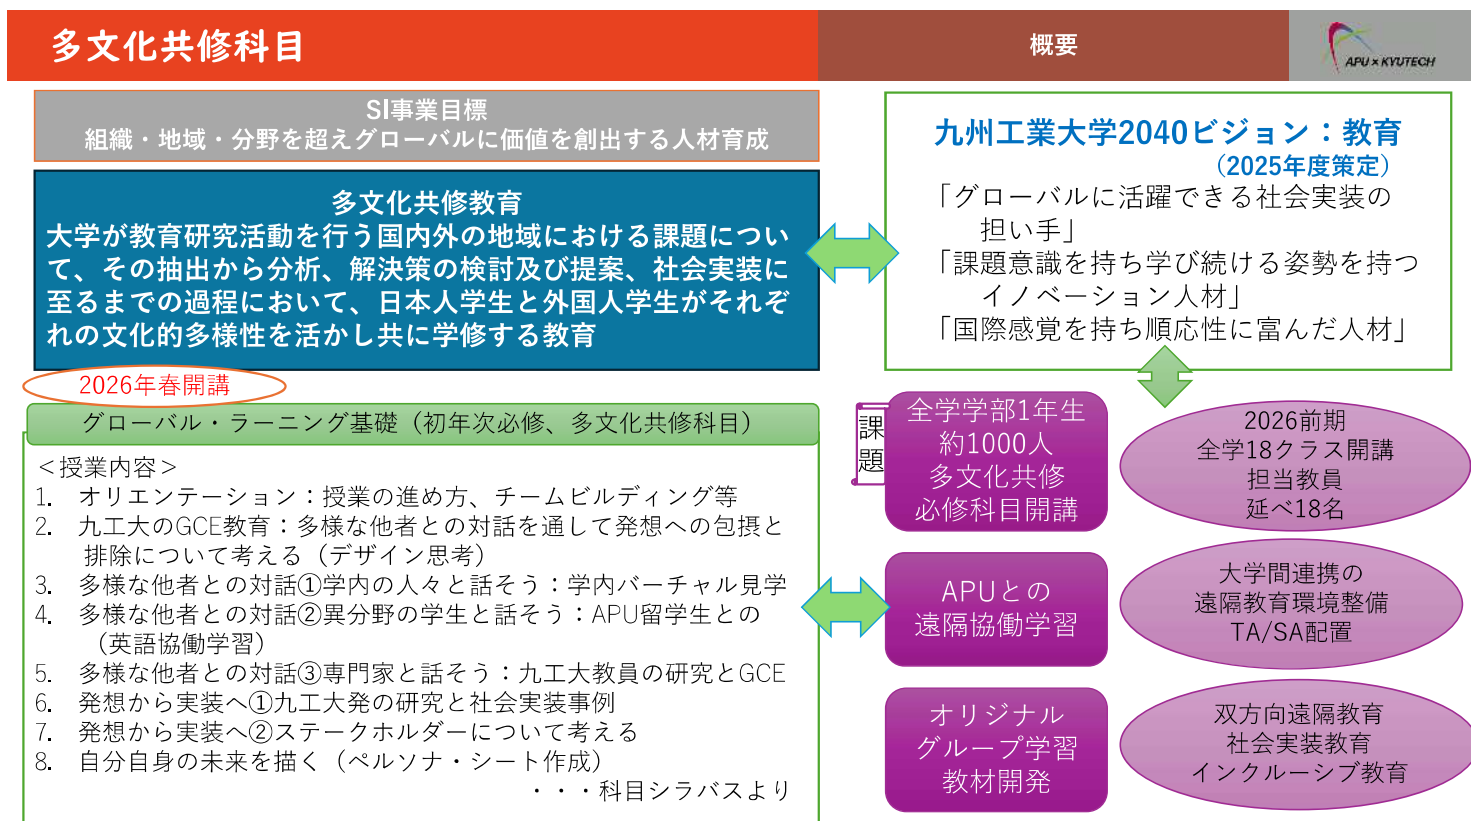 多文化共修科目
概要
APU × KYUTECH
SI事業目標
組織・地域・分野を超えグローバルに価値を創出する人材育成
多文化共修教育
大学が教育研究活動を行う国内外の地域における課題につい
て、その抽出から分析、解決策の検討及び提案、社会実装に
至るまでの過程において、日本人学生と外国人学生がそれぞ
れの文化的多様性を活かし共に学修する教育
九州工業大学2040ビジョン：教育
（2025年度策定）
「グローバルに活躍できる社会実装の
担い手」
「課題意識を持ち学び続ける姿勢を持つ
イノベーション人材」
「国際感覚を持ち順応性に富んだ人材」
2026年春開講
グローバル・ラーニング基礎（初年次必修、多文化共修科目）
＜授業内容＞
1. オリエンテーション：授業の進め方、チームビルディング等
2. 九工大のGCE教育：多様な他者との対話を通して発想への包摂と
排除について考える（デザイン思考）
3. 多様な他者との対話①学内の人々と話そう：学内バーチャル見学
4. 多様な他者との対話②異分野の学生と話そう：APU留学生との
（英語協働学習）
5. 多様な他者との対話③専門家と話そう：九工大教員の研究とGCE
6. 発想から実装へ①九工大発の研究と社会実装事例
7. 発想から実装へ②ステークホルダーについて考える
8. 自分自身の未来を描く（ペルソナ・シート作成）
・・・科目シラバスより
課
題
全学学部1年生
約1000人
多文化共修
必修科目開講
2026前期
全学18クラス開講
担当教員
延べ18名
APUとの
遠隔協働学習
大学間連携の
遠隔教育環境整備
TA/SA配置
オリジナル
グループ学習
教材開発
双方向遠隔教育
社会実装教育
インクルーシブ教育